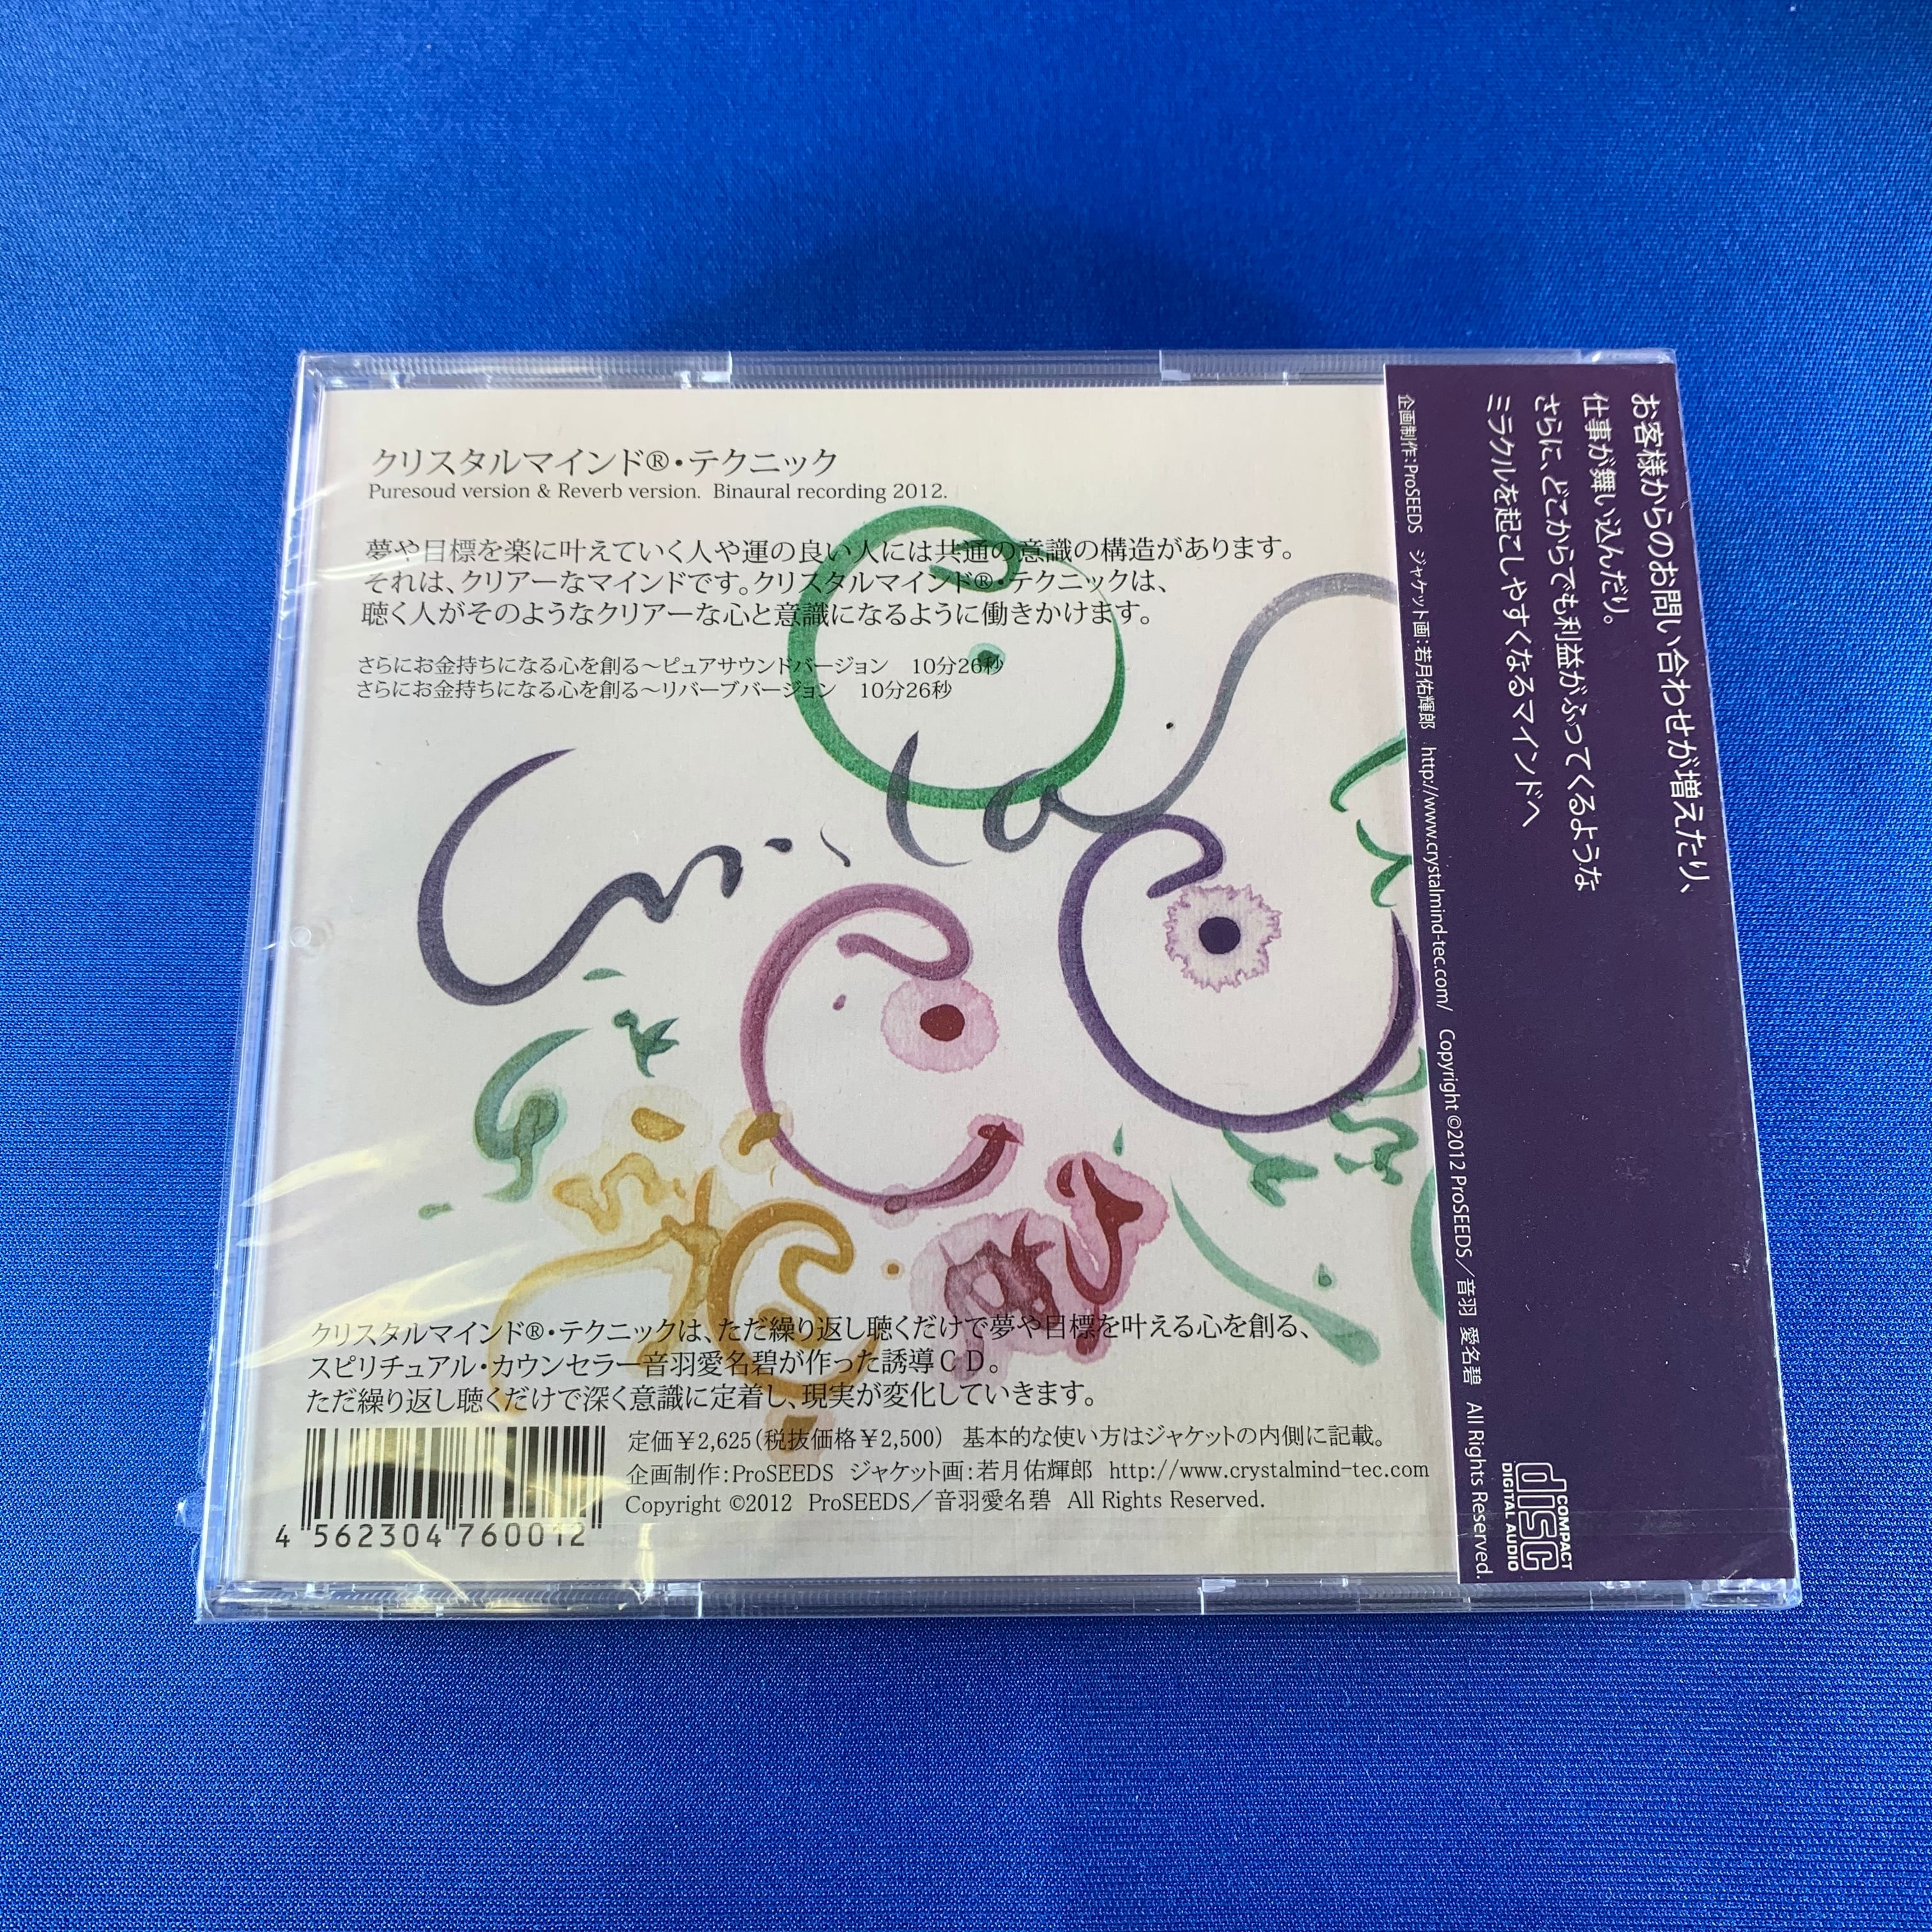 クリスタルマインド®・テクニック
Puresoud version & Reverb version. Binaural recording 2012.
夢や目標を楽に叶えていく人や運の良い人には共通の意識の構造があります。
それは、クリアーなマインドです。クリスタルマインド®・テクニックは、
聴く人がそのようなクリアーな心と意識になるように働きかけます。
さらにお金持ちになる心を創る～ピュアサウンドバージョン　10分26秒
さらにお金持ちになる心を創る～リバーブバージョン　10分26秒
クリスタルマインド®・テクニックは、ただ繰り返し聴くだけで夢や目標を叶える心を創る、
スピリチュアル・カウンセラー音羽愛名碧が作った誘導ＣＤ。
ただ繰り返し聴くだけで深く意識に定着し、現実が変化していきます。
定価￥2,625（税抜価格￥2,500）　基本的な使い方はジャケットの内側に記載。
企画制作：ProSEEDS　ジャケット画：若月佑輝郎　http://www.crystalmind-tec.com
Copyright ©2012　ProSEEDS／音羽愛名碧　All Rights Reserved.
4 562304 760012
お客様からのお問い合わせが増えたり、
仕事が舞い込んだり。
さらに、どこからでも利益がふってくるような
ミラクルを起こしやすくなるマインドへ
企画制作：ProSEEDS　ジャケット画：若月佑輝郎　http://www.crystalmind-tec.com/　Copyright ©2012 ProSEEDS／音羽 愛名碧　All Rights Reserved.
COMPACT
disc
DIGITAL AUDIO